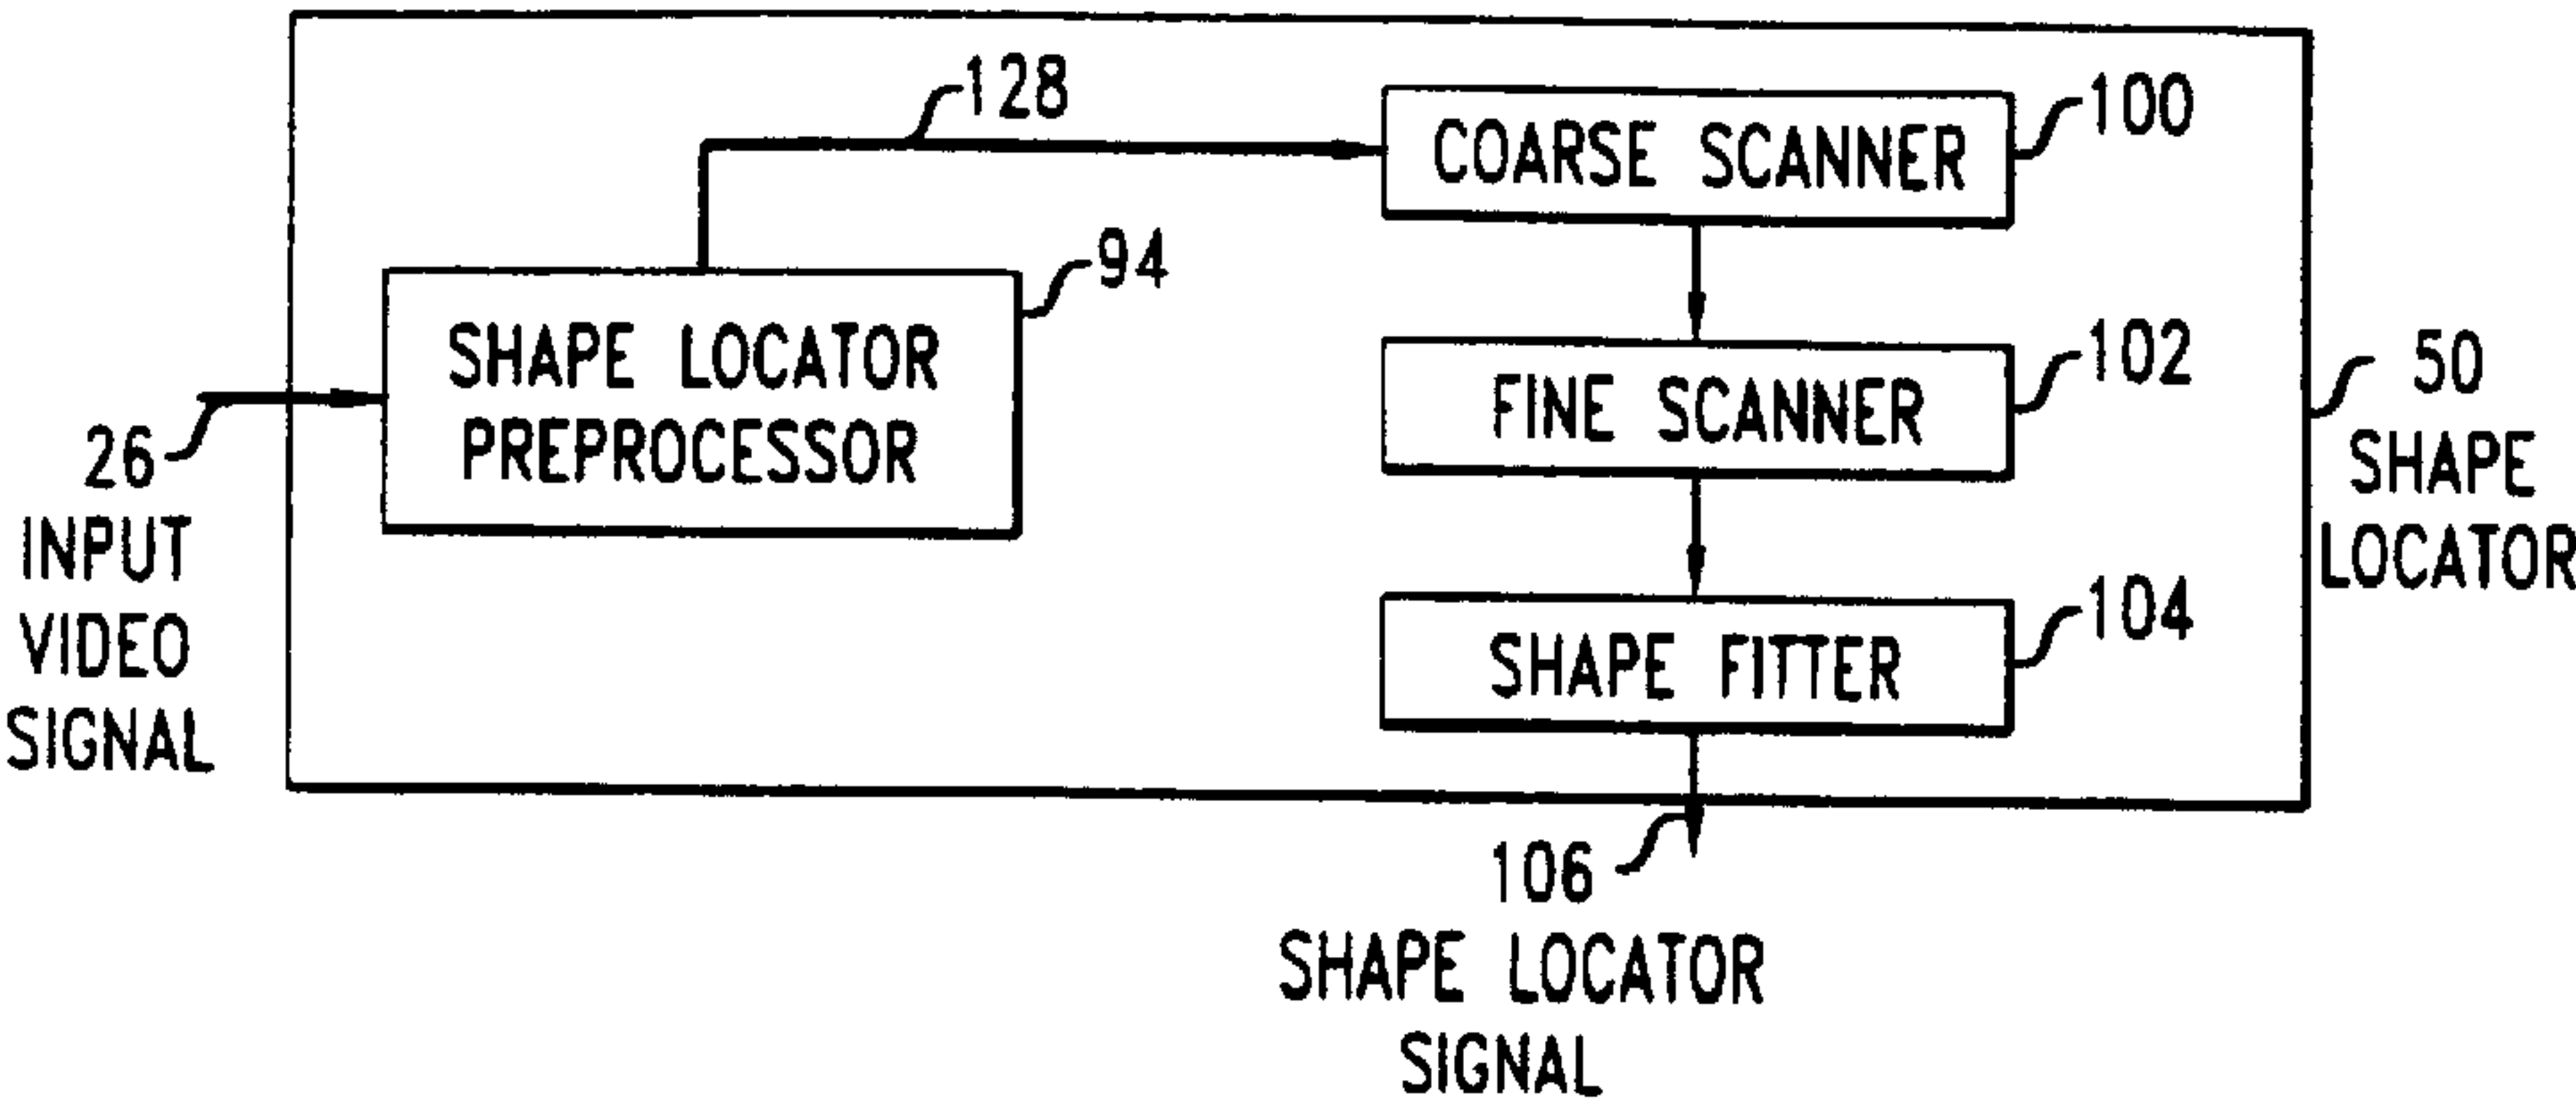 128
COARSE SCANNER
100
94
SHAPE LOCATOR
PREPROCESSOR
26
INPUT
VIDEO
SIGNAL
FINE SCANNER
102
50
SHAPE
LOCATOR
SHAPE FITTER
104
106
SHAPE LOCATOR
SIGNAL